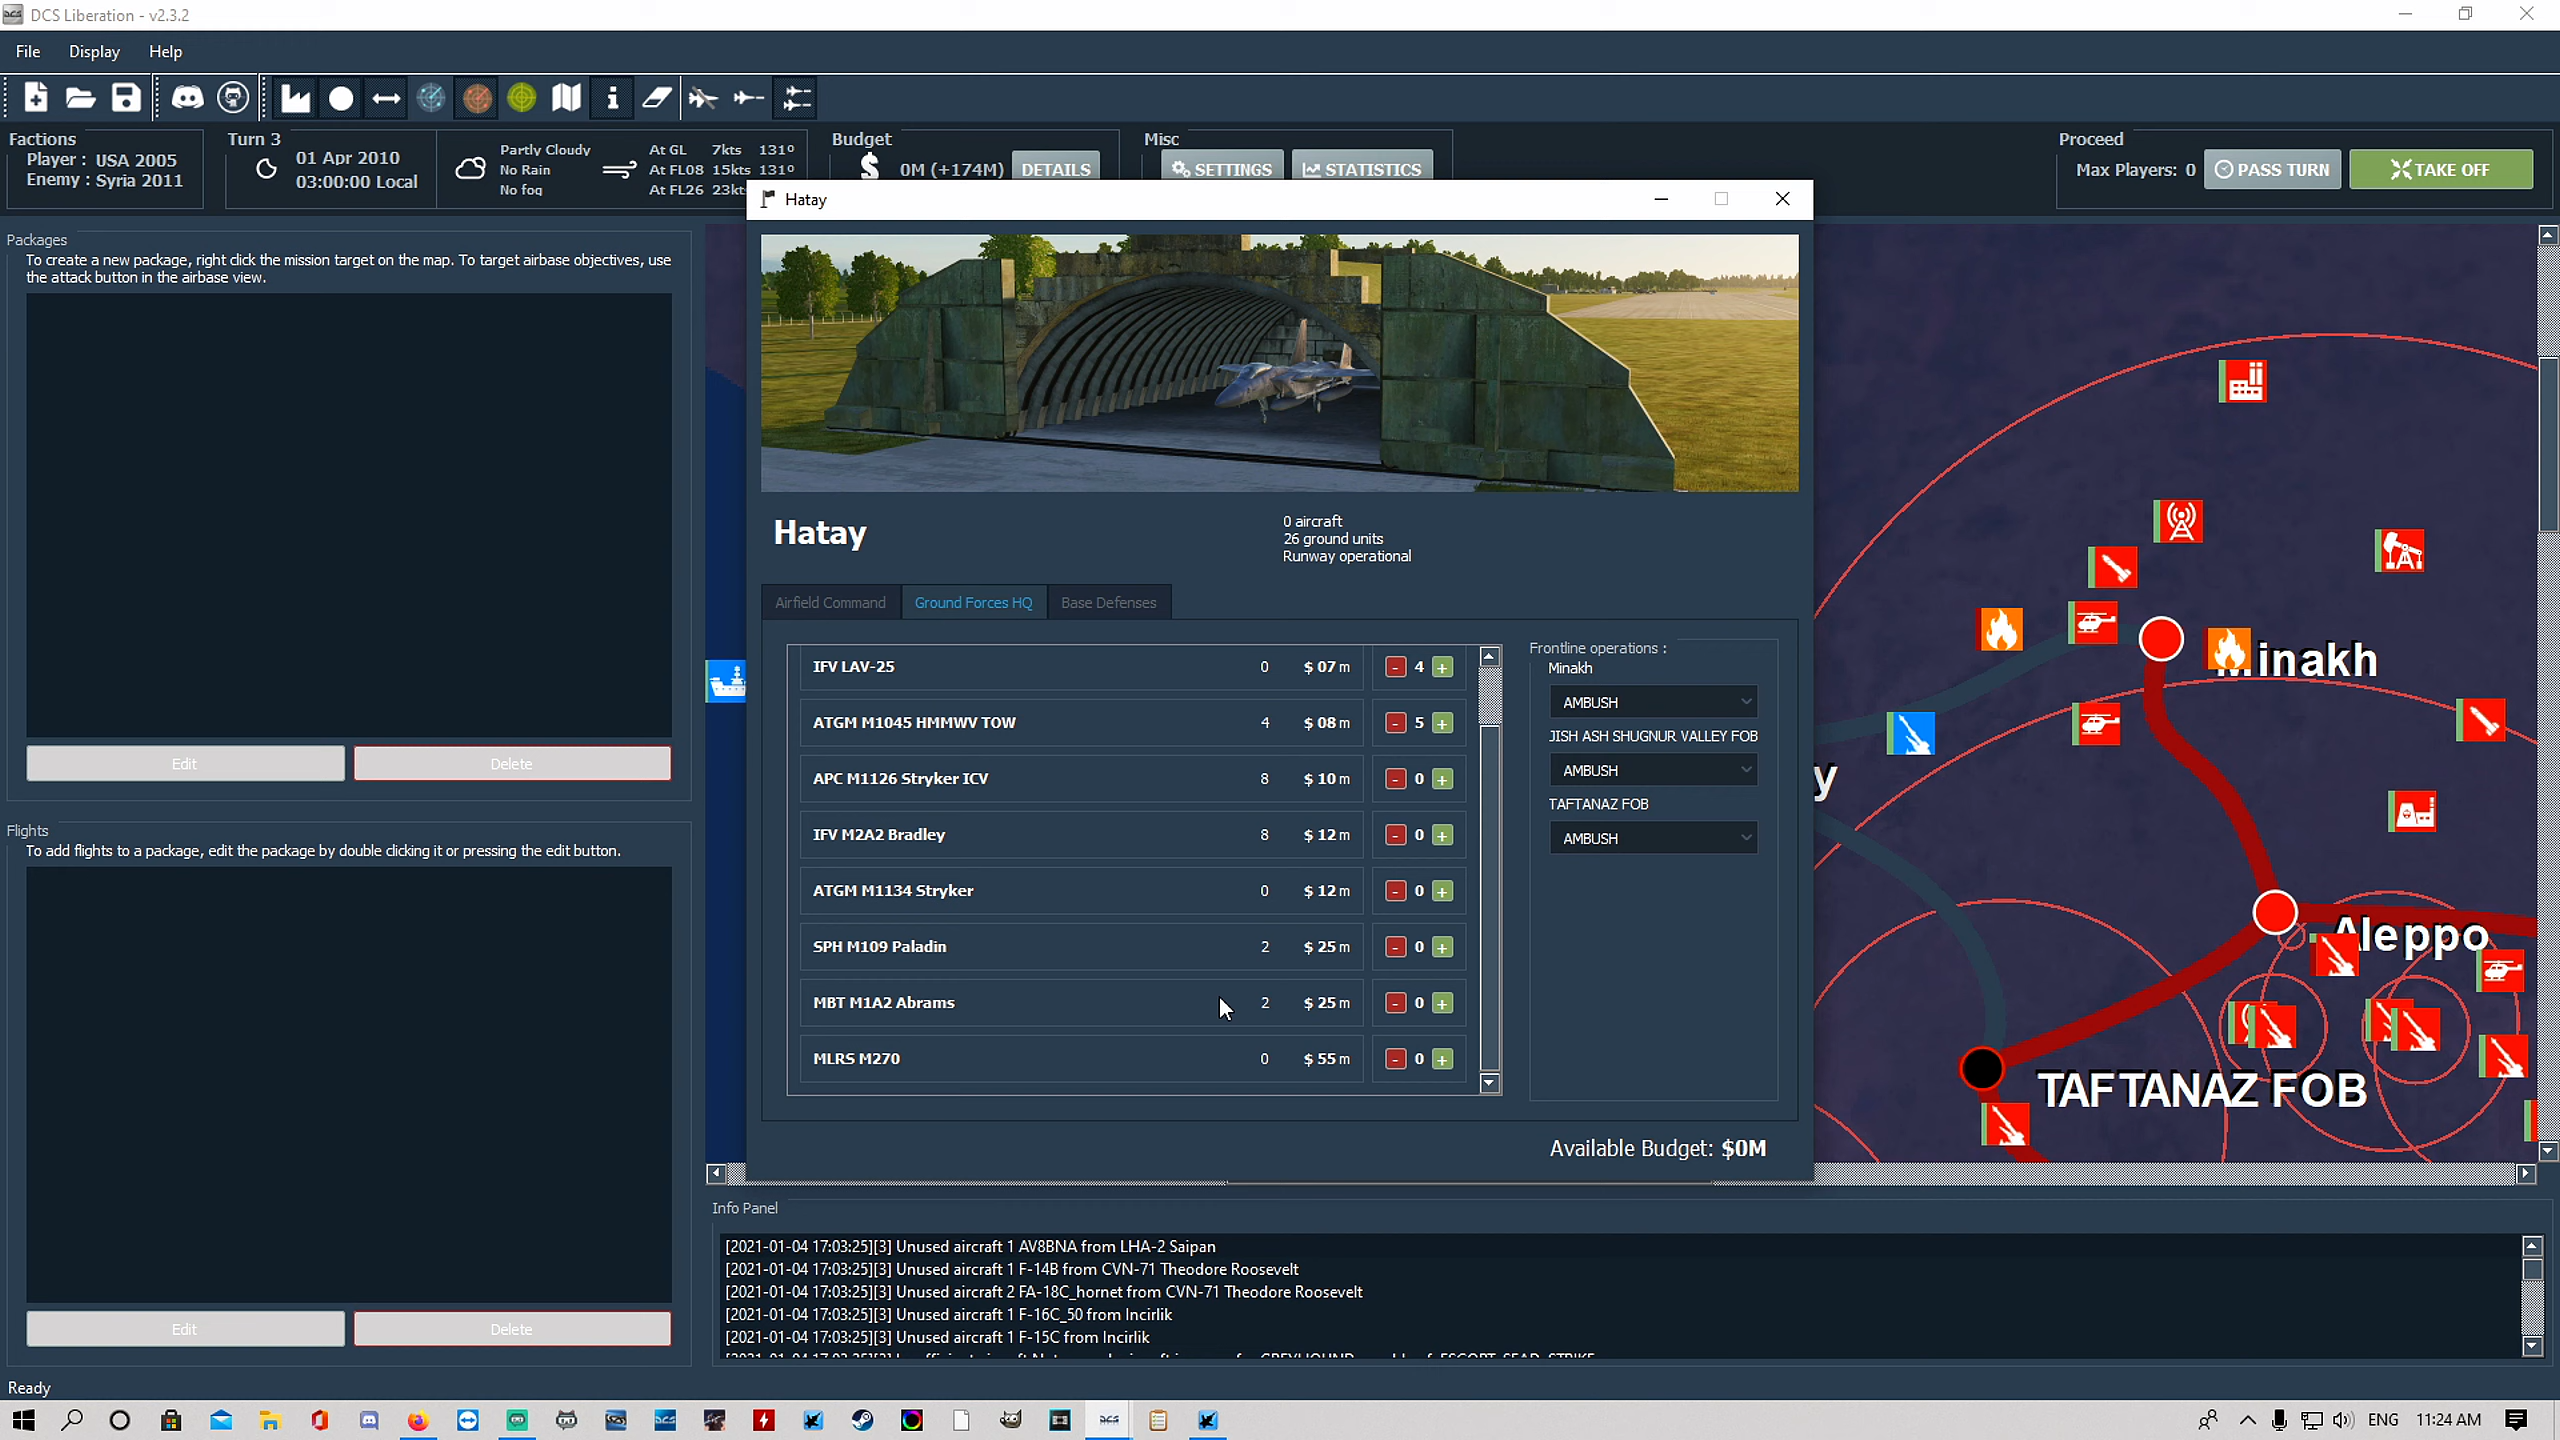 DCS Liberation - v2.3.2
File Display Help
Factions
Player : USA 2005
Enemy : Syria 2011
Turn 3
01 Apr 2010
03:00:00 Local
Partly Cloudy
No Rain
No fog
At GL 7kts 131º
At FL08 15kts 131º
At FL26 23kt
Budget
$ 0M (+174M) DETAILS
Misc
SETTINGS STATISTICS
Proceed
Max Players: 0 PASS TURN TAKE OFF
Packages
To create a new package, right click the mission target on the map. To target airbase objectives, use
the attack button in the airbase view.
Edit Delete
Flights
To add flights to a package, edit the package by double clicking it or pressing the edit button.
Edit Delete
Ready
Hatay
Hatay
0 aircraft
26 ground units
Runway operational
Airfield Command Ground Forces HQ Base Defenses
IFV LAV-25 0 $ 07 m - 4 +
ATGM M1045 HMMWV TOW 4 $ 08 m - 5 +
APC M1126 Stryker ICV 8 $ 10 m - 0 +
IFV M2A2 Bradley 8 $ 12 m - 0 +
ATGM M1134 Stryker 0 $ 12 m - 0 +
SPH M109 Paladin 2 $ 25 m - 0 +
MBT M1A2 Abrams 2 $ 25 m - 0 +
MLRS M270 0 $ 55 m - 0 +
Frontline operations :
Minakh
AMBUSH
JISH ASH SHUGNUR VALLEY FOB
AMBUSH
TAFTANAZ FOB
AMBUSH
Available Budget: $0M
Minakh
y
Aleppo
TAFTANAZ FOB
Info Panel
[2021-01-04 17:03:25][3] Unused aircraft 1 AV8BNA from LHA-2 Saipan
[2021-01-04 17:03:25][3] Unused aircraft 1 F-14B from CVN-71 Theodore Roosevelt
[2021-01-04 17:03:25][3] Unused aircraft 2 FA-18C_hornet from CVN-71 Theodore Roosevelt
[2021-01-04 17:03:25][3] Unused aircraft 1 F-16C_50 from Incirlik
[2021-01-04 17:03:25][3] Unused aircraft 1 F-15C from Incirlik
ENG 11:24 AM